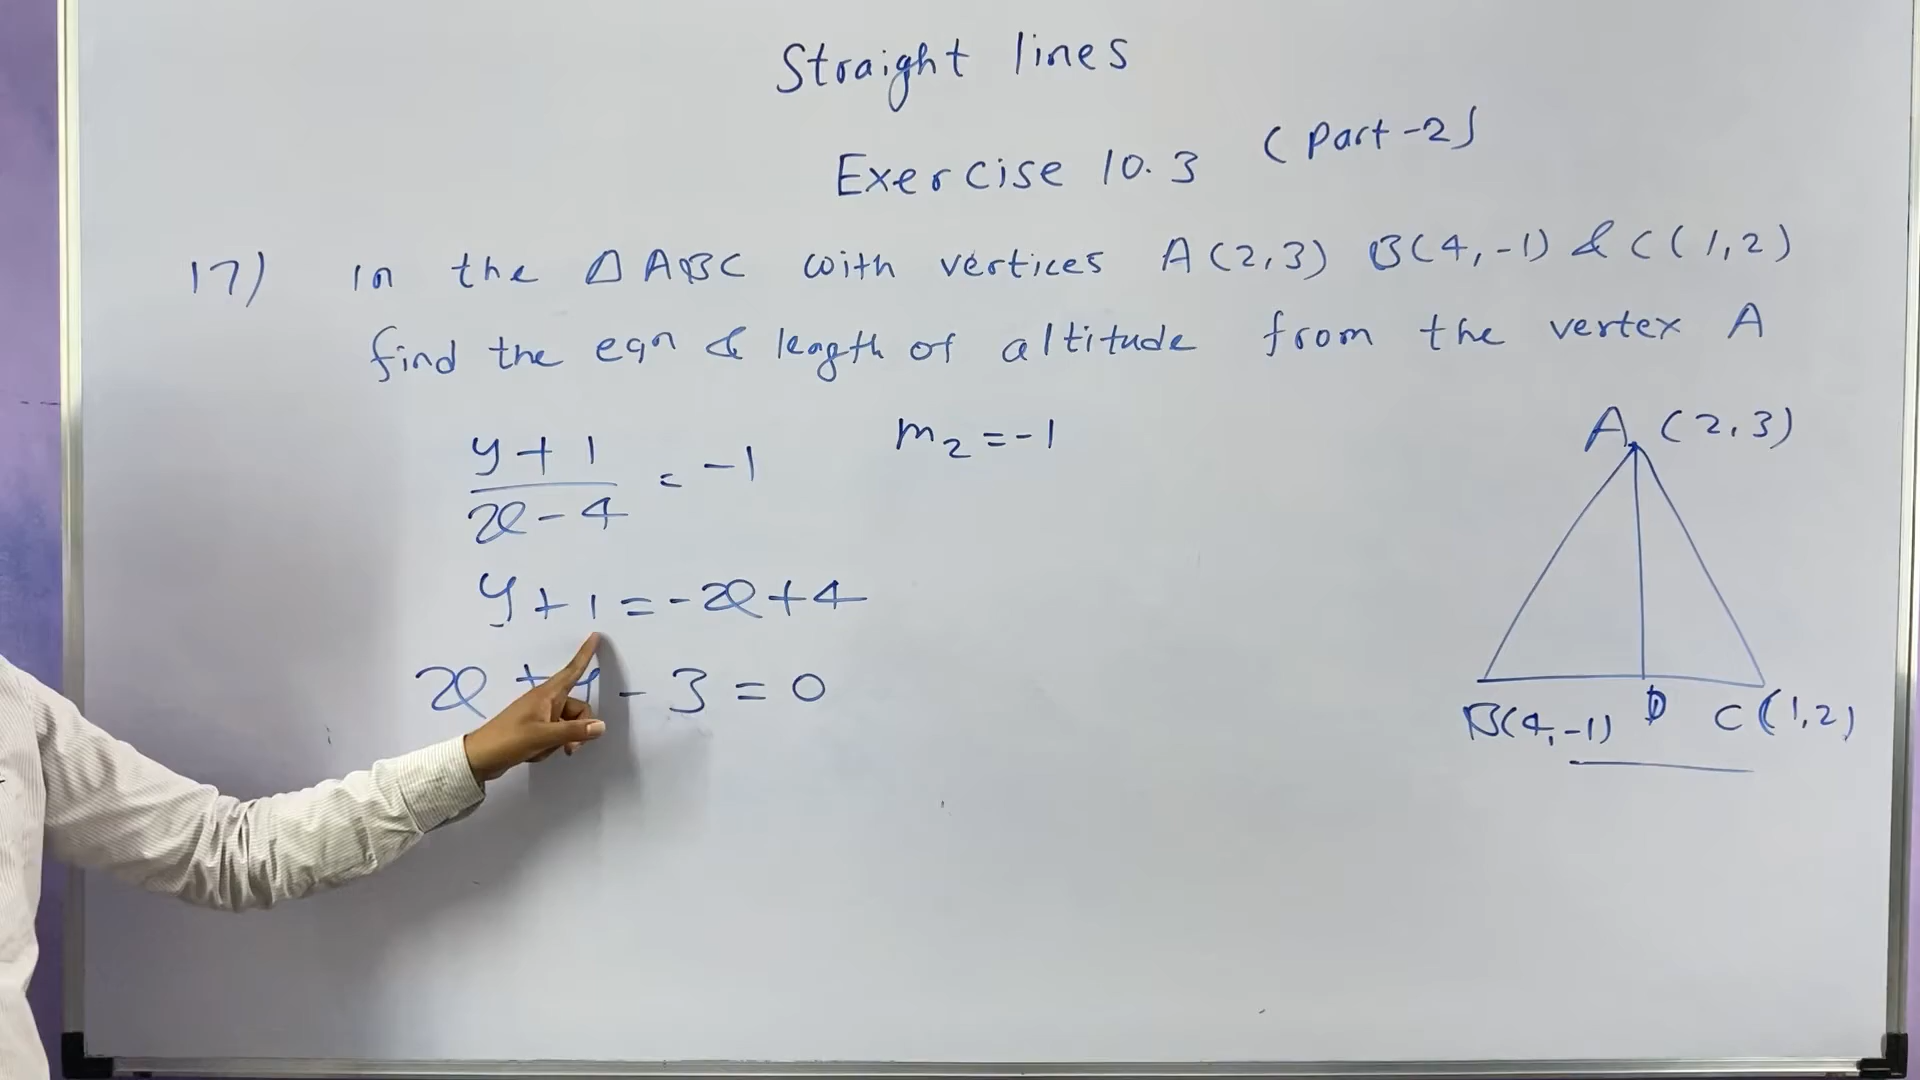 Straight lines
Exercise 10.3 (Part-2)
17) In the △ABC with vertices A(2,3) B(4,-1) & C(1,2)
find the eqn & length of altitude from the vertex A
y+1 / x-4 = -1
m2 = -1
y+1 = -x+4
x + y - 3 = 0
A (2,3)
B(4,-1) D C(1,2)